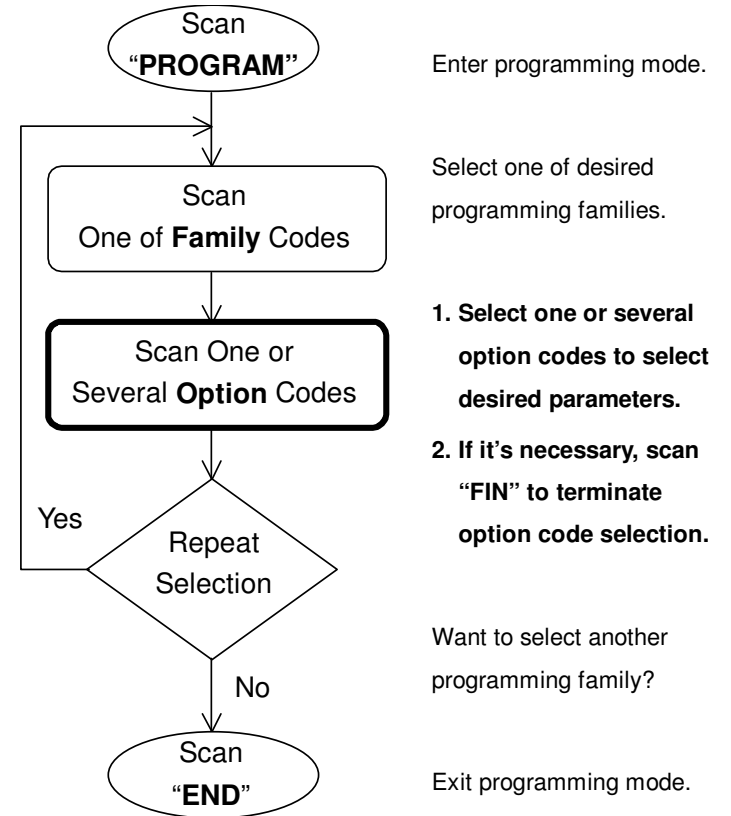 Scan
“PROGRAM”
Enter programming mode.
Scan
One of Family Codes
Select one of desired
programming families.
Scan One or
Several Option Codes
1. Select one or several
option codes to select
desired parameters.
2. If it’s necessary, scan
“FIN” to terminate
option code selection.
Yes
Repeat
Selection
Want to select another
programming family?
No
Scan
“END”
Exit programming mode.